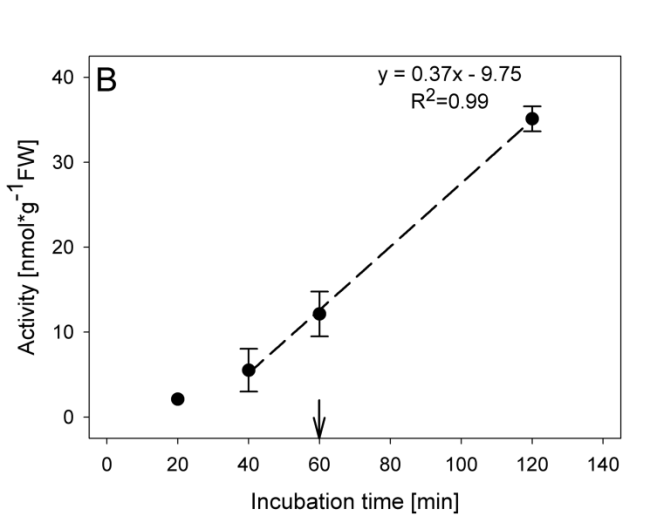 B
y = 0.37x - 9.75
R²=0.99
40
30
20
10
0
Activity [nmol*g⁻¹FW]
0 20 40 60 80 100 120 140
Incubation time [min]